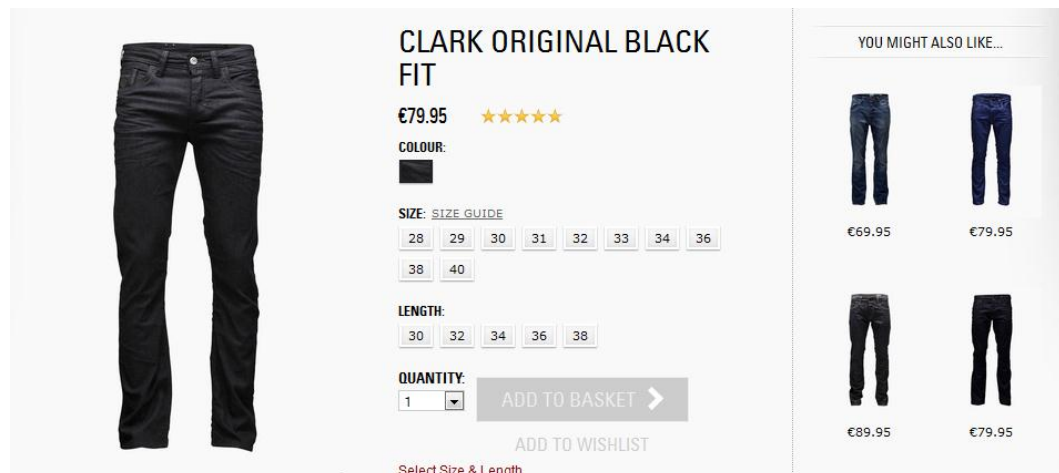 CLARK ORIGINAL BLACK
FIT
€79.95
COLOUR:
SIZE: SIZE GUIDE
28 29 30 31 32 33 34 36
38 40
LENGTH:
30 32 34 36 38
QUANTITY:
1
ADD TO BASKET
ADD TO WISHLIST
Select Size & Length
YOU MIGHT ALSO LIKE...
€69.95 €79.95
€89.95 €79.95